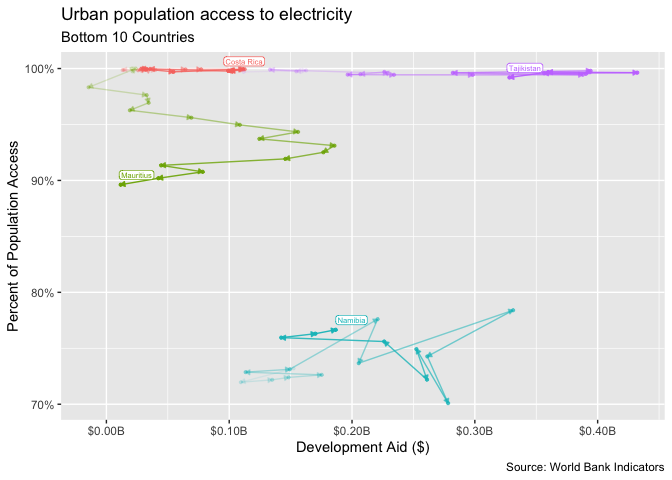 Urban population access to electricity
Bottom 10 Countries
Costa Rica
Tajikistan
100%
Mauritius
90%
Percent of Population Access
Namibia
80%
70%
$0.00B $0.10B $0.20B $0.30B $0.40B
Development Aid ($)
Source: World Bank Indicators